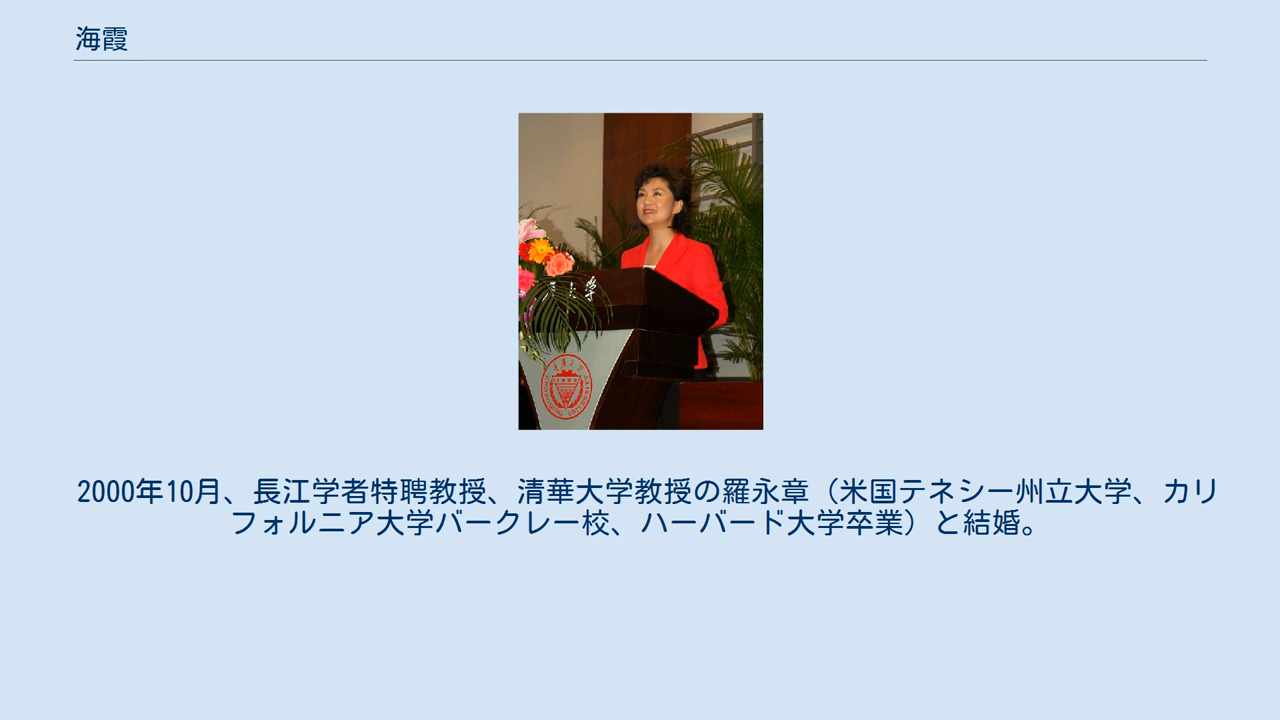 海霞
2000年10月、長江学者特聘教授、清華大学教授の羅永章（米国テネシー州立大学、カリ
フォルニア大学バークレー校、ハーバード大学卒業）と結婚。